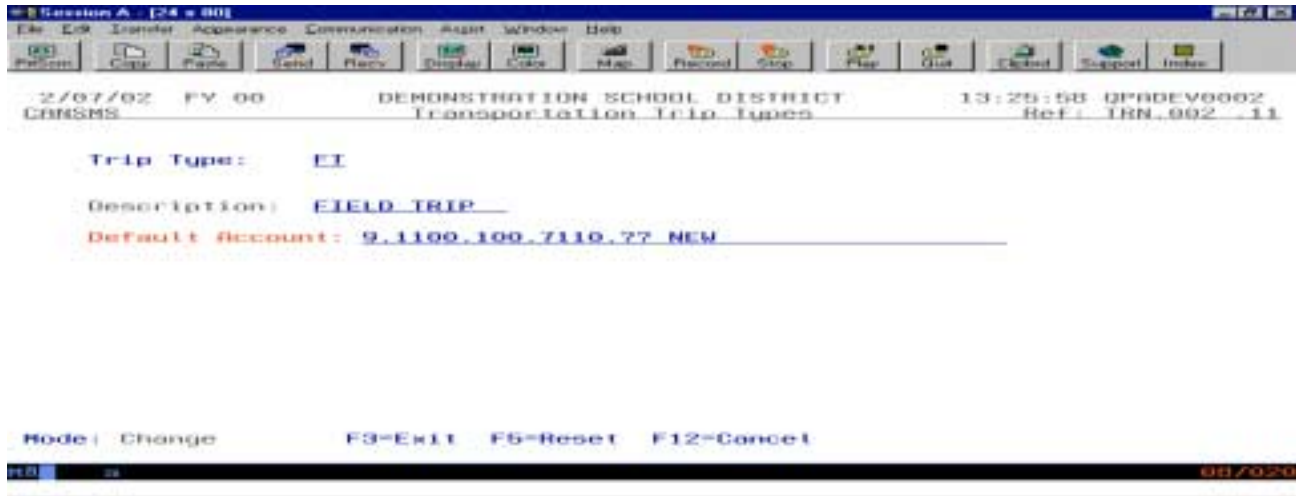 Session A - [24 x 80]
File Edit Transfer Appearance Communication Assist Window Help
PrtScrn Copy Paste Send Recv Display Color Map Record Stop Play Quit Clipbrd Support Index
2/07/02 FY 00 DEMONSTRATION SCHOOL DISTRICT 13:25:58 QPADEV0002
CANSMS Transportation Trip Types Ref: TRN.002 .11
Trip Type: FI
Description: FIELD TRIP
Default Account: 9.1100.100.7110.77 NEW
Mode: Change F3=Exit F5=Reset F12=Cancel
08/020